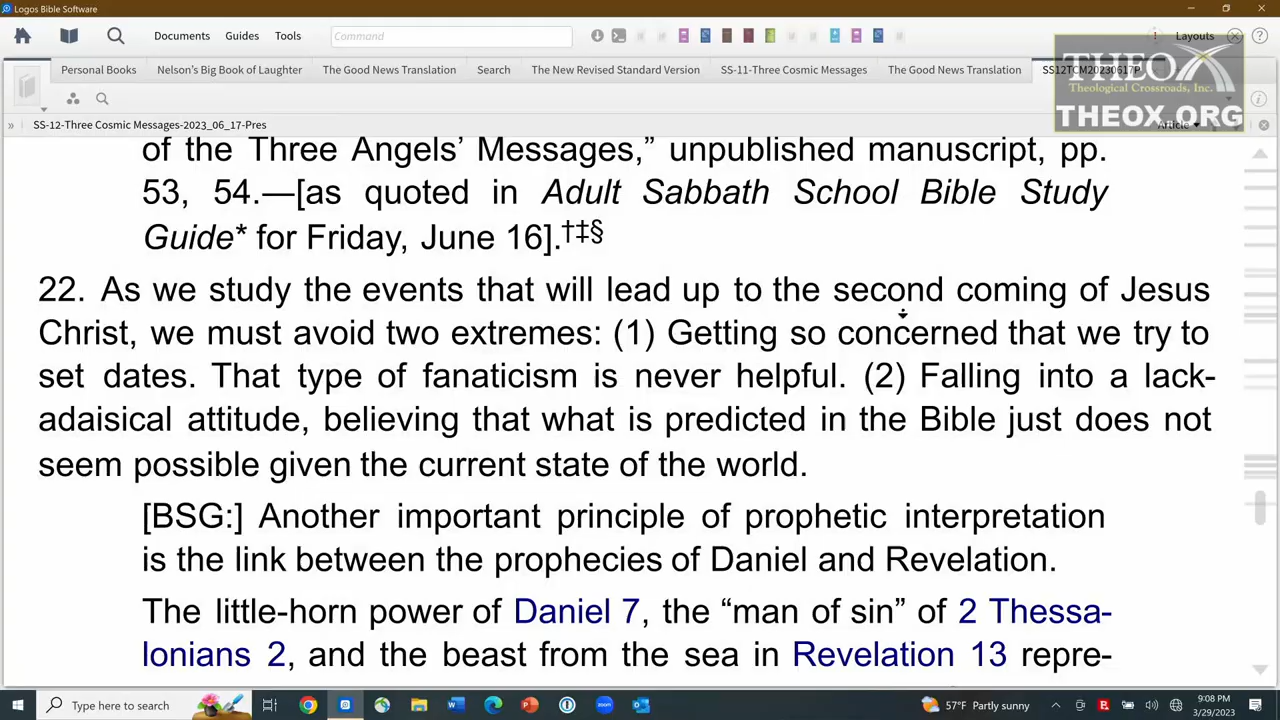 Logos Bible Software
Documents Guides Tools Command Layouts
Personal Books Nelson's Big Book of Laughter Search The New Revised Standard Version SS-11-Three Cosmic Messages The Good News Translation SS12TCM20230617P
THEOX
Theological Crossroads, Inc.
THEOX.ORG
» SS-12-Three Cosmic Messages-2023_06_17-Pres Article
of the Three Angels’ Messages,” unpublished manuscript, pp.
53, 54.—[as quoted in Adult Sabbath School Bible Study
Guide* for Friday, June 16].†‡§
22. As we study the events that will lead up to the second coming of Jesus
Christ, we must avoid two extremes: (1) Getting so concerned that we try to
set dates. That type of fanaticism is never helpful. (2) Falling into a lack-
adaisical attitude, believing that what is predicted in the Bible just does not
seem possible given the current state of the world.
[BSG:] Another important principle of prophetic interpretation
is the link between the prophecies of Daniel and Revelation.
The little-horn power of Daniel 7, the “man of sin” of 2 Thessa-
lonians 2, and the beast from the sea in Revelation 13 repre-
Type here to search
57°F Partly sunny
9:08 PM
3/29/2023